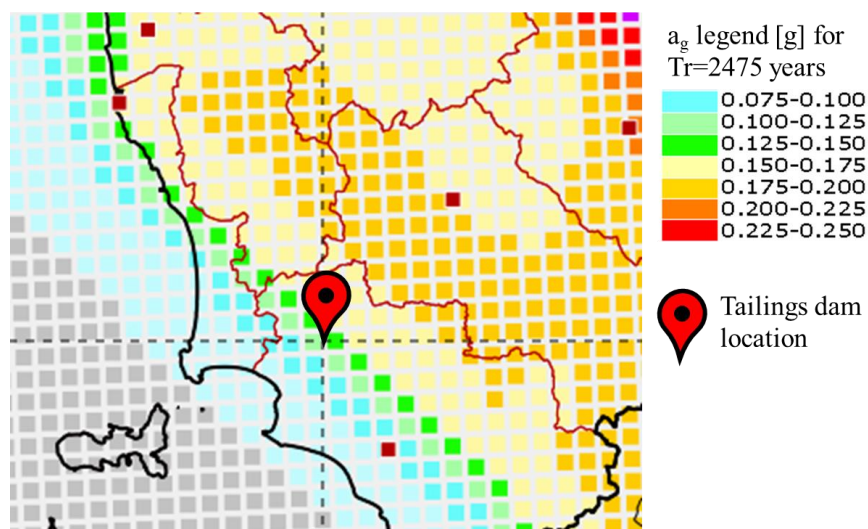 a_g legend [g] for
Tr=2475 years
0.075-0.100
0.100-0.125
0.125-0.150
0.150-0.175
0.175-0.200
0.200-0.225
0.225-0.250
Tailings dam
location